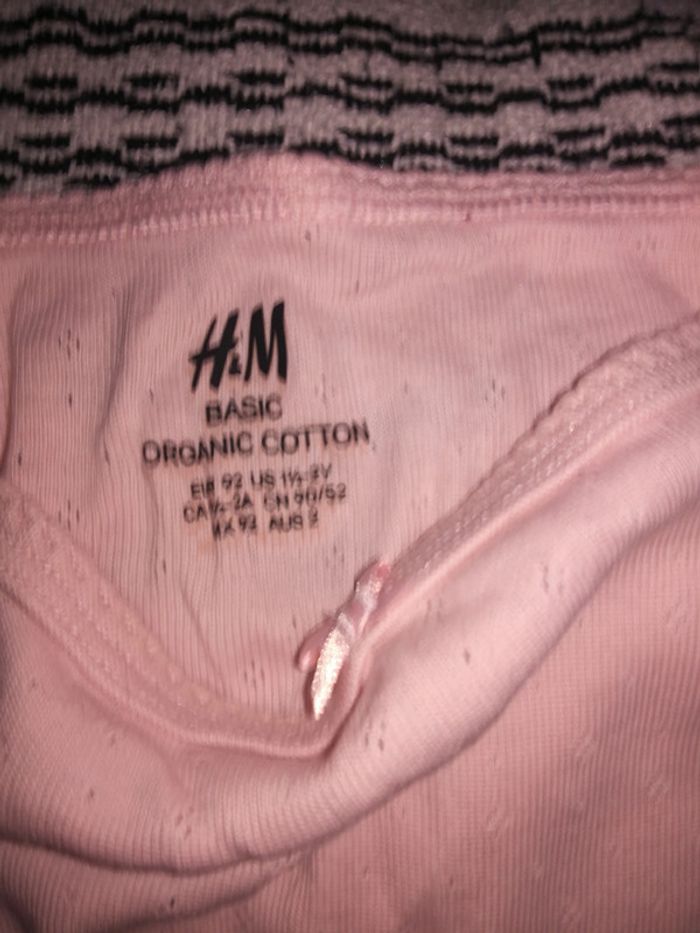 H&M
BASIC
ORGANIC COTTON
EUR 92 US 1½-2Y
CA 1½-2A CN 90/52
MX 92 AUS 2